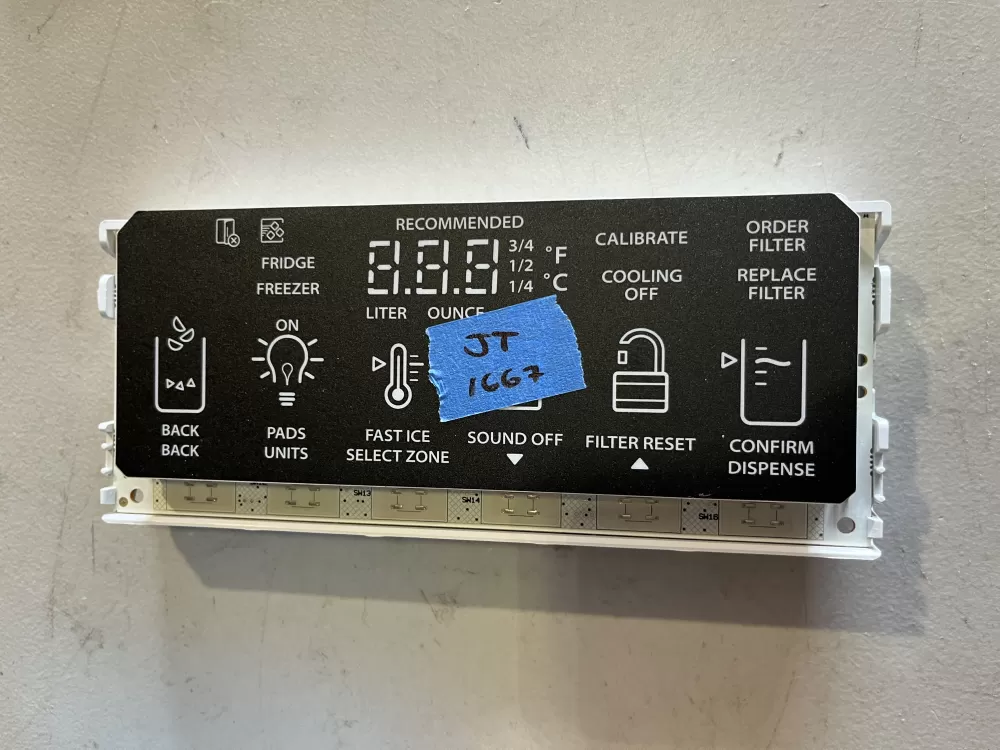 RECOMMENDED
8.8.8
3/4
1/2
1/4
°F
°C
LITER OUNCE
FRIDGE
FREEZER
CALIBRATE
COOLING
OFF
ORDER
FILTER
REPLACE
FILTER
ON
JT
1667
BACK
BACK
PADS
UNITS
FAST ICE
SELECT ZONE
SOUND OFF
FILTER RESET
CONFIRM
DISPENSE
SW13
SW14
SW16